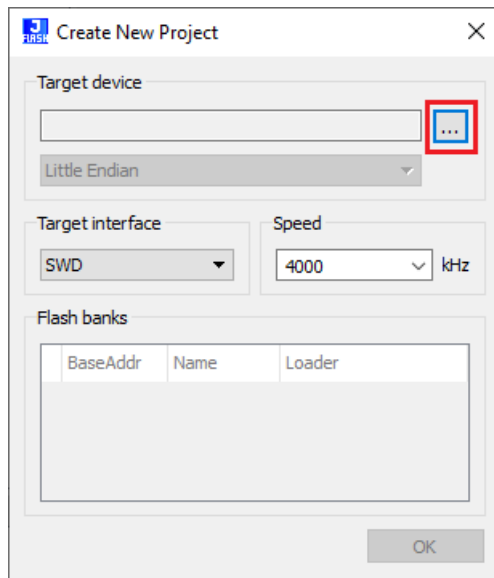 J
FLASH
Create New Project
Target device
...
Little Endian
Target interface
Speed
SWD
4000
kHz
Flash banks
BaseAddr
Name
Loader
OK